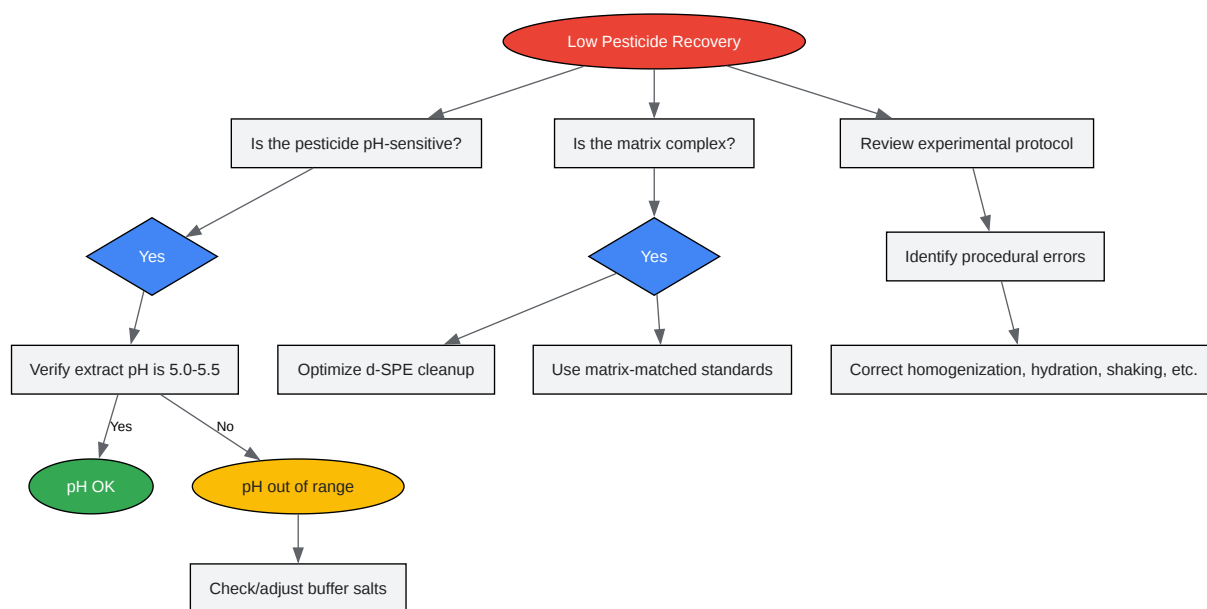 Low Pesticide Recovery
Is the pesticide pH-sensitive?
Is the matrix complex?
Review experimental protocol
Yes
Yes
Identify procedural errors
Verify extract pH is 5.0-5.5
Optimize d-SPE cleanup
Use matrix-matched standards
Correct homogenization, hydration, shaking, etc.
Yes
No
pH OK
pH out of range
Check/adjust buffer salts